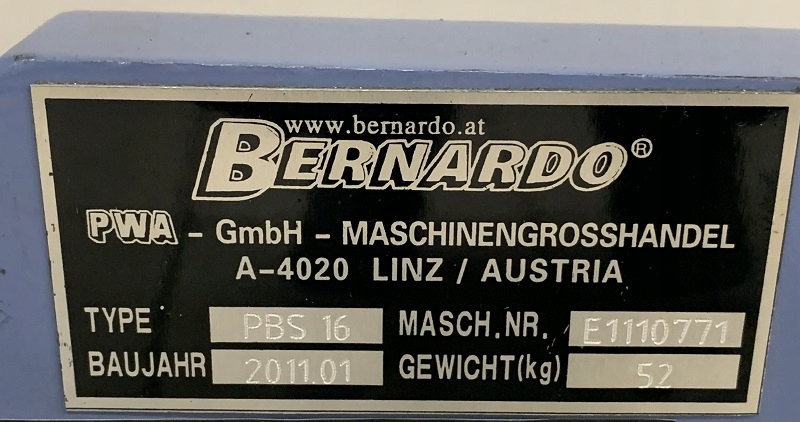 www.bernardo.at
BERNARDO®
PWA - GmbH - MASCHINENGROSSHANDEL
A-4020 LINZ / AUSTRIA
TYPE PBS 16 MASCH.NR. E1110771
BAUJAHR 2011.01 GEWICHT(kg) 52